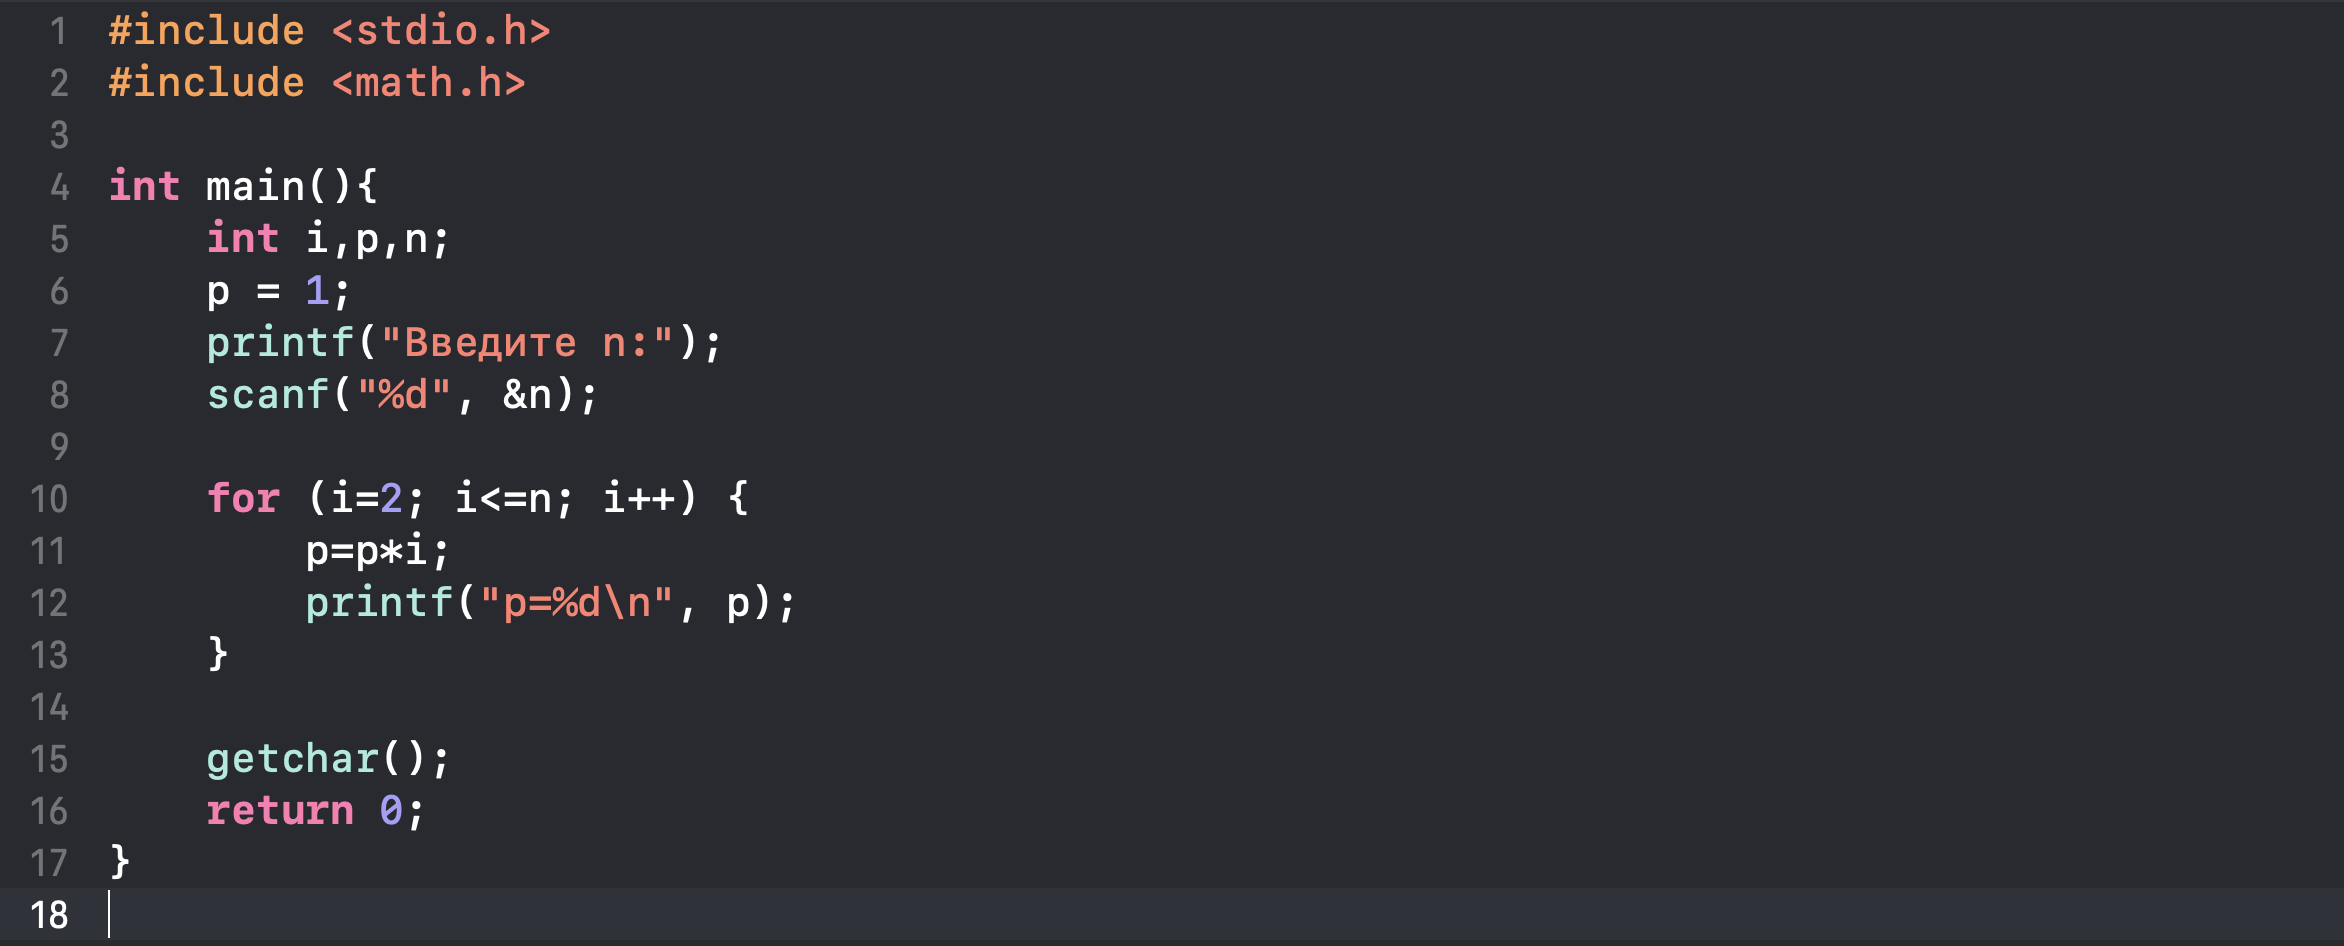 1 #include <stdio.h>
2 #include <math.h>
3
4 int main(){
5     int i,p,n;
6     p = 1;
7     printf("Введите n:");
8     scanf("%d", &n);
9
10     for (i=2; i<=n; i++) {
11         p=p*i;
12         printf("p=%d\n", p);
13     }
14
15     getchar();
16     return 0;
17 }
18